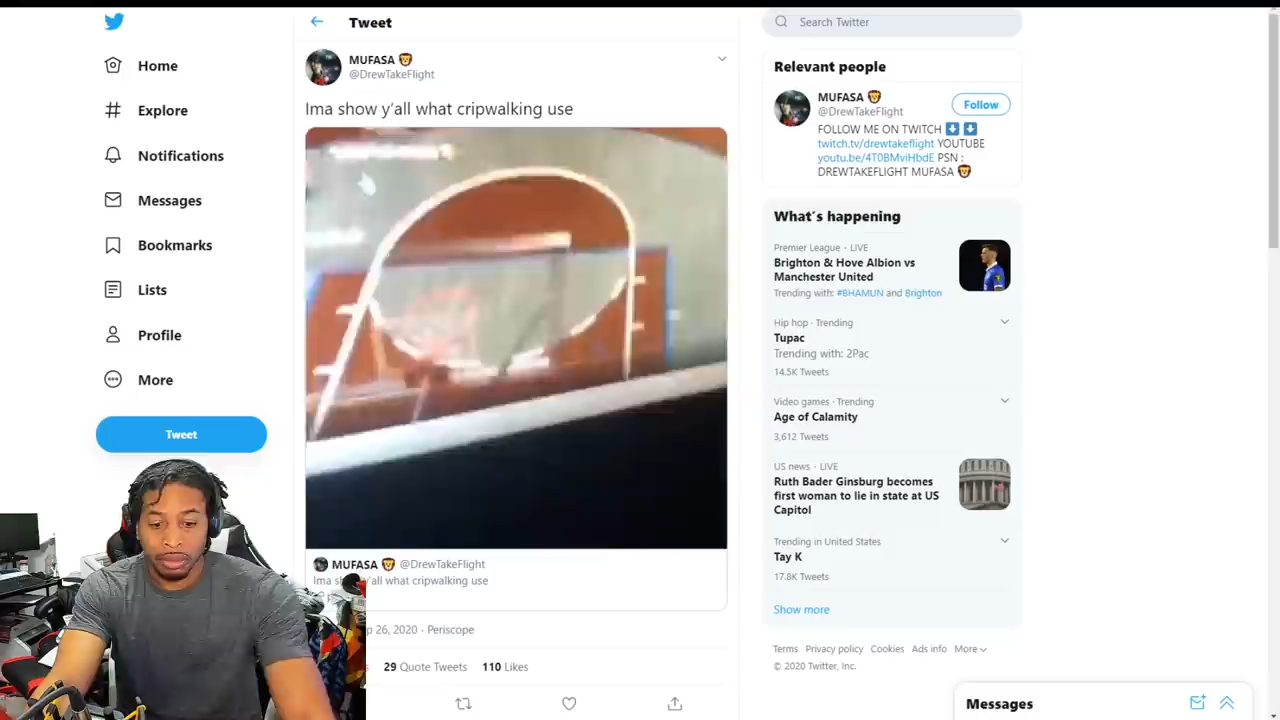 Home
Explore
Notifications
Messages
Bookmarks
Lists
Profile
More
Tweet
Tweet
MUFASA 🦁
@DrewTakeFlight
Ima show y'all what cripwalking use
MUFASA 🦁 @DrewTakeFlight
Ima y'all what cripwalking use
26, 2020 · Periscope
29 Quote Tweets 110 Likes
Search Twitter
Relevant people
MUFASA 🦁
@DrewTakeFlight
Follow
FOLLOW ME ON TWITCH ⬇️ ⬇️
twitch.tv/drewtakeflight YOUTUBE
youtu.be/4T0BMviHbdE PSN :
DREWTAKEFLIGHT MUFASA 🦁
What's happening
Premier League · LIVE
Brighton & Hove Albion vs
Manchester United
Trending with: #BHAMUN and Brighton
Hip hop · Trending
Tupac
Trending with: 2Pac
14.5K Tweets
Video games · Trending
Age of Calamity
3,612 Tweets
US news · LIVE
Ruth Bader Ginsburg becomes
first woman to lie in state at US
Capitol
Trending in United States
Tay K
17.8K Tweets
Show more
Terms Privacy policy Cookies Ads info More
© 2020 Twitter, Inc.
Messages